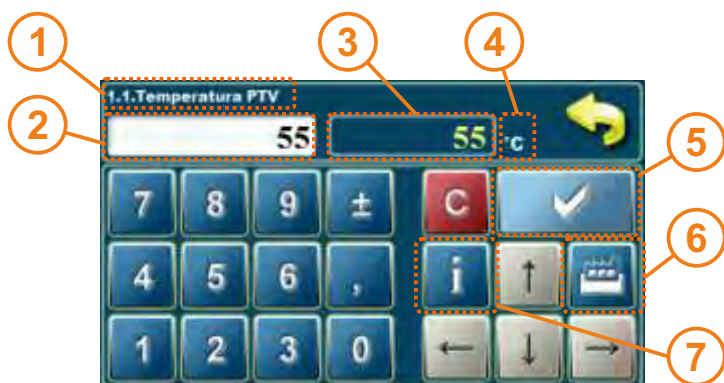 1 3 4
1.1.Temperatura PTV
2 55 55 °C
5
7 8 9 ± C
6
4 5 6 , i ↑
1 2 3 0 ← ↓ →
7